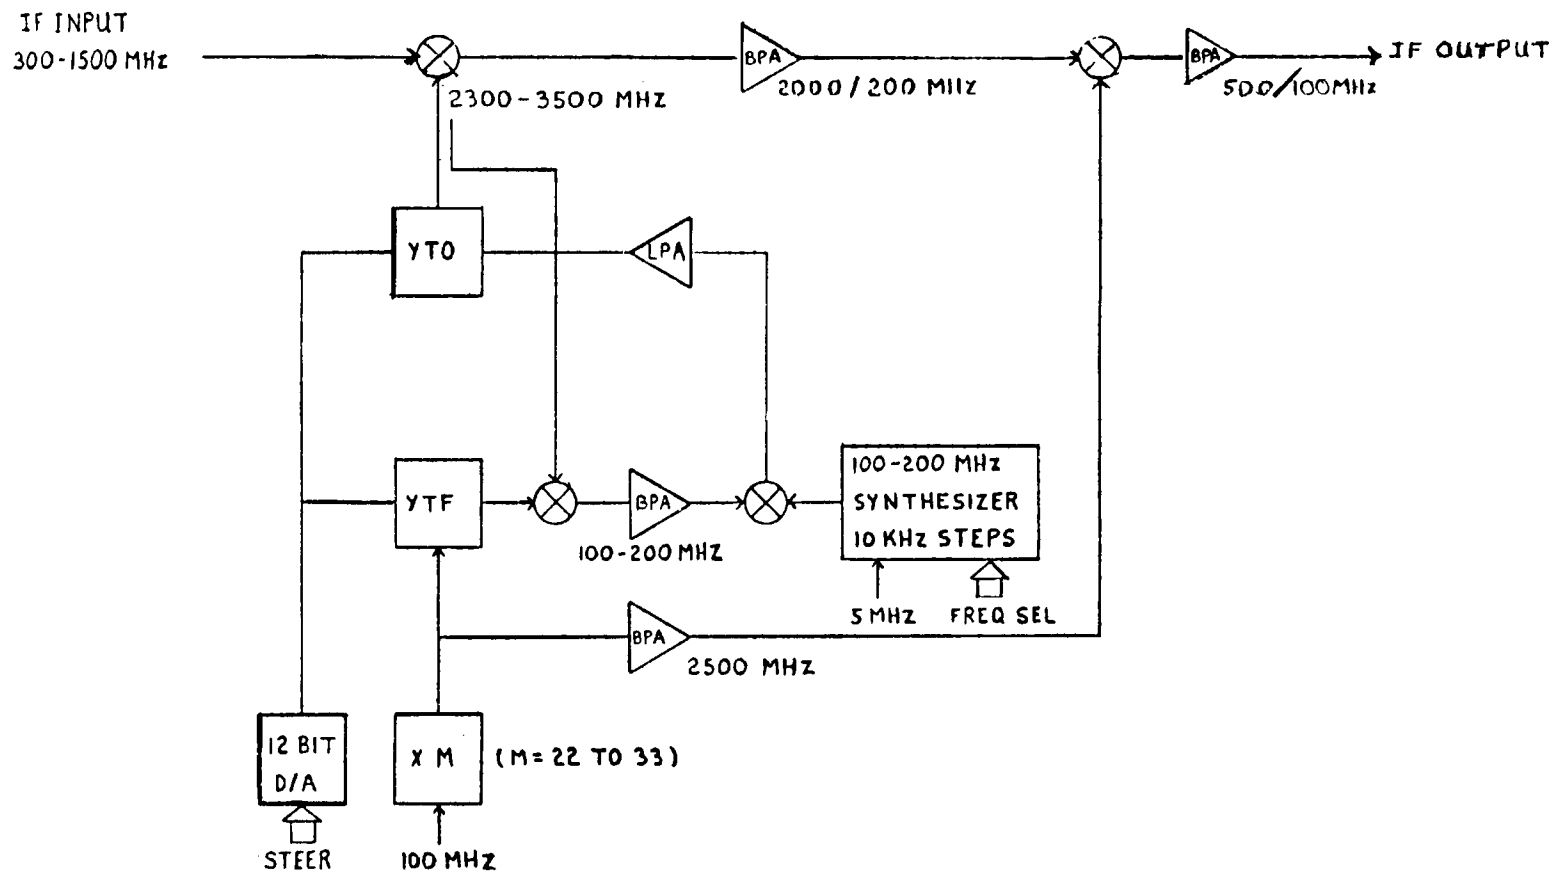 IF INPUT
300-1500 MHz
BPA
2000/200 MHz
BPA
500/100MHz
IF OUTPUT
2300-3500 MHZ
YTO
LPA
YTF
BPA
100-200 MHZ
100-200 MHZ
SYNTHESIZER
10 KHZ STEPS
5 MHZ
FREQ SEL
BPA
2500 MHZ
12 BIT
D/A
X M
(M=22 TO 33)
STEER
100 MHZ